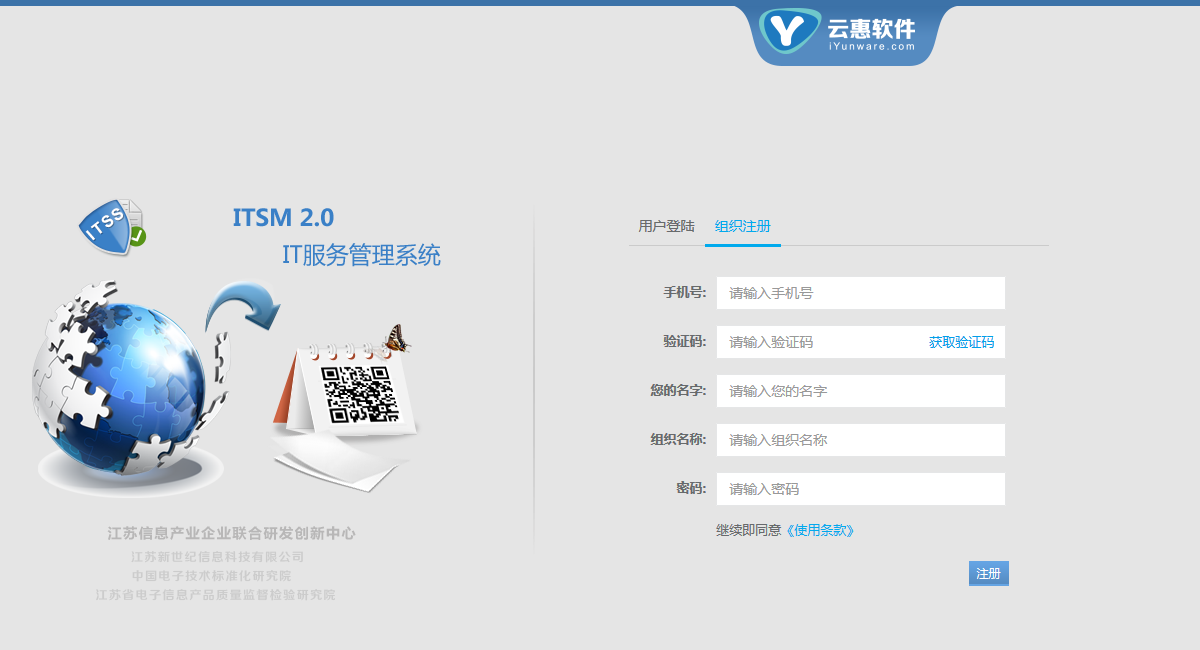 云惠软件
iYunware.com
ITSS
ITSM 2.0
IT服务管理系统
江苏信息产业企业联合研发创新中心
江苏新世纪信息科技有限公司
中国电子技术标准化研究院
江苏省电子信息产品质量监督检验研究院
用户登陆 组织注册
手机号: 请输入手机号
验证码: 请输入验证码 获取验证码
您的名字: 请输入您的名字
组织名称: 请输入组织名称
密码: 请输入密码
继续即同意《使用条款》
注册